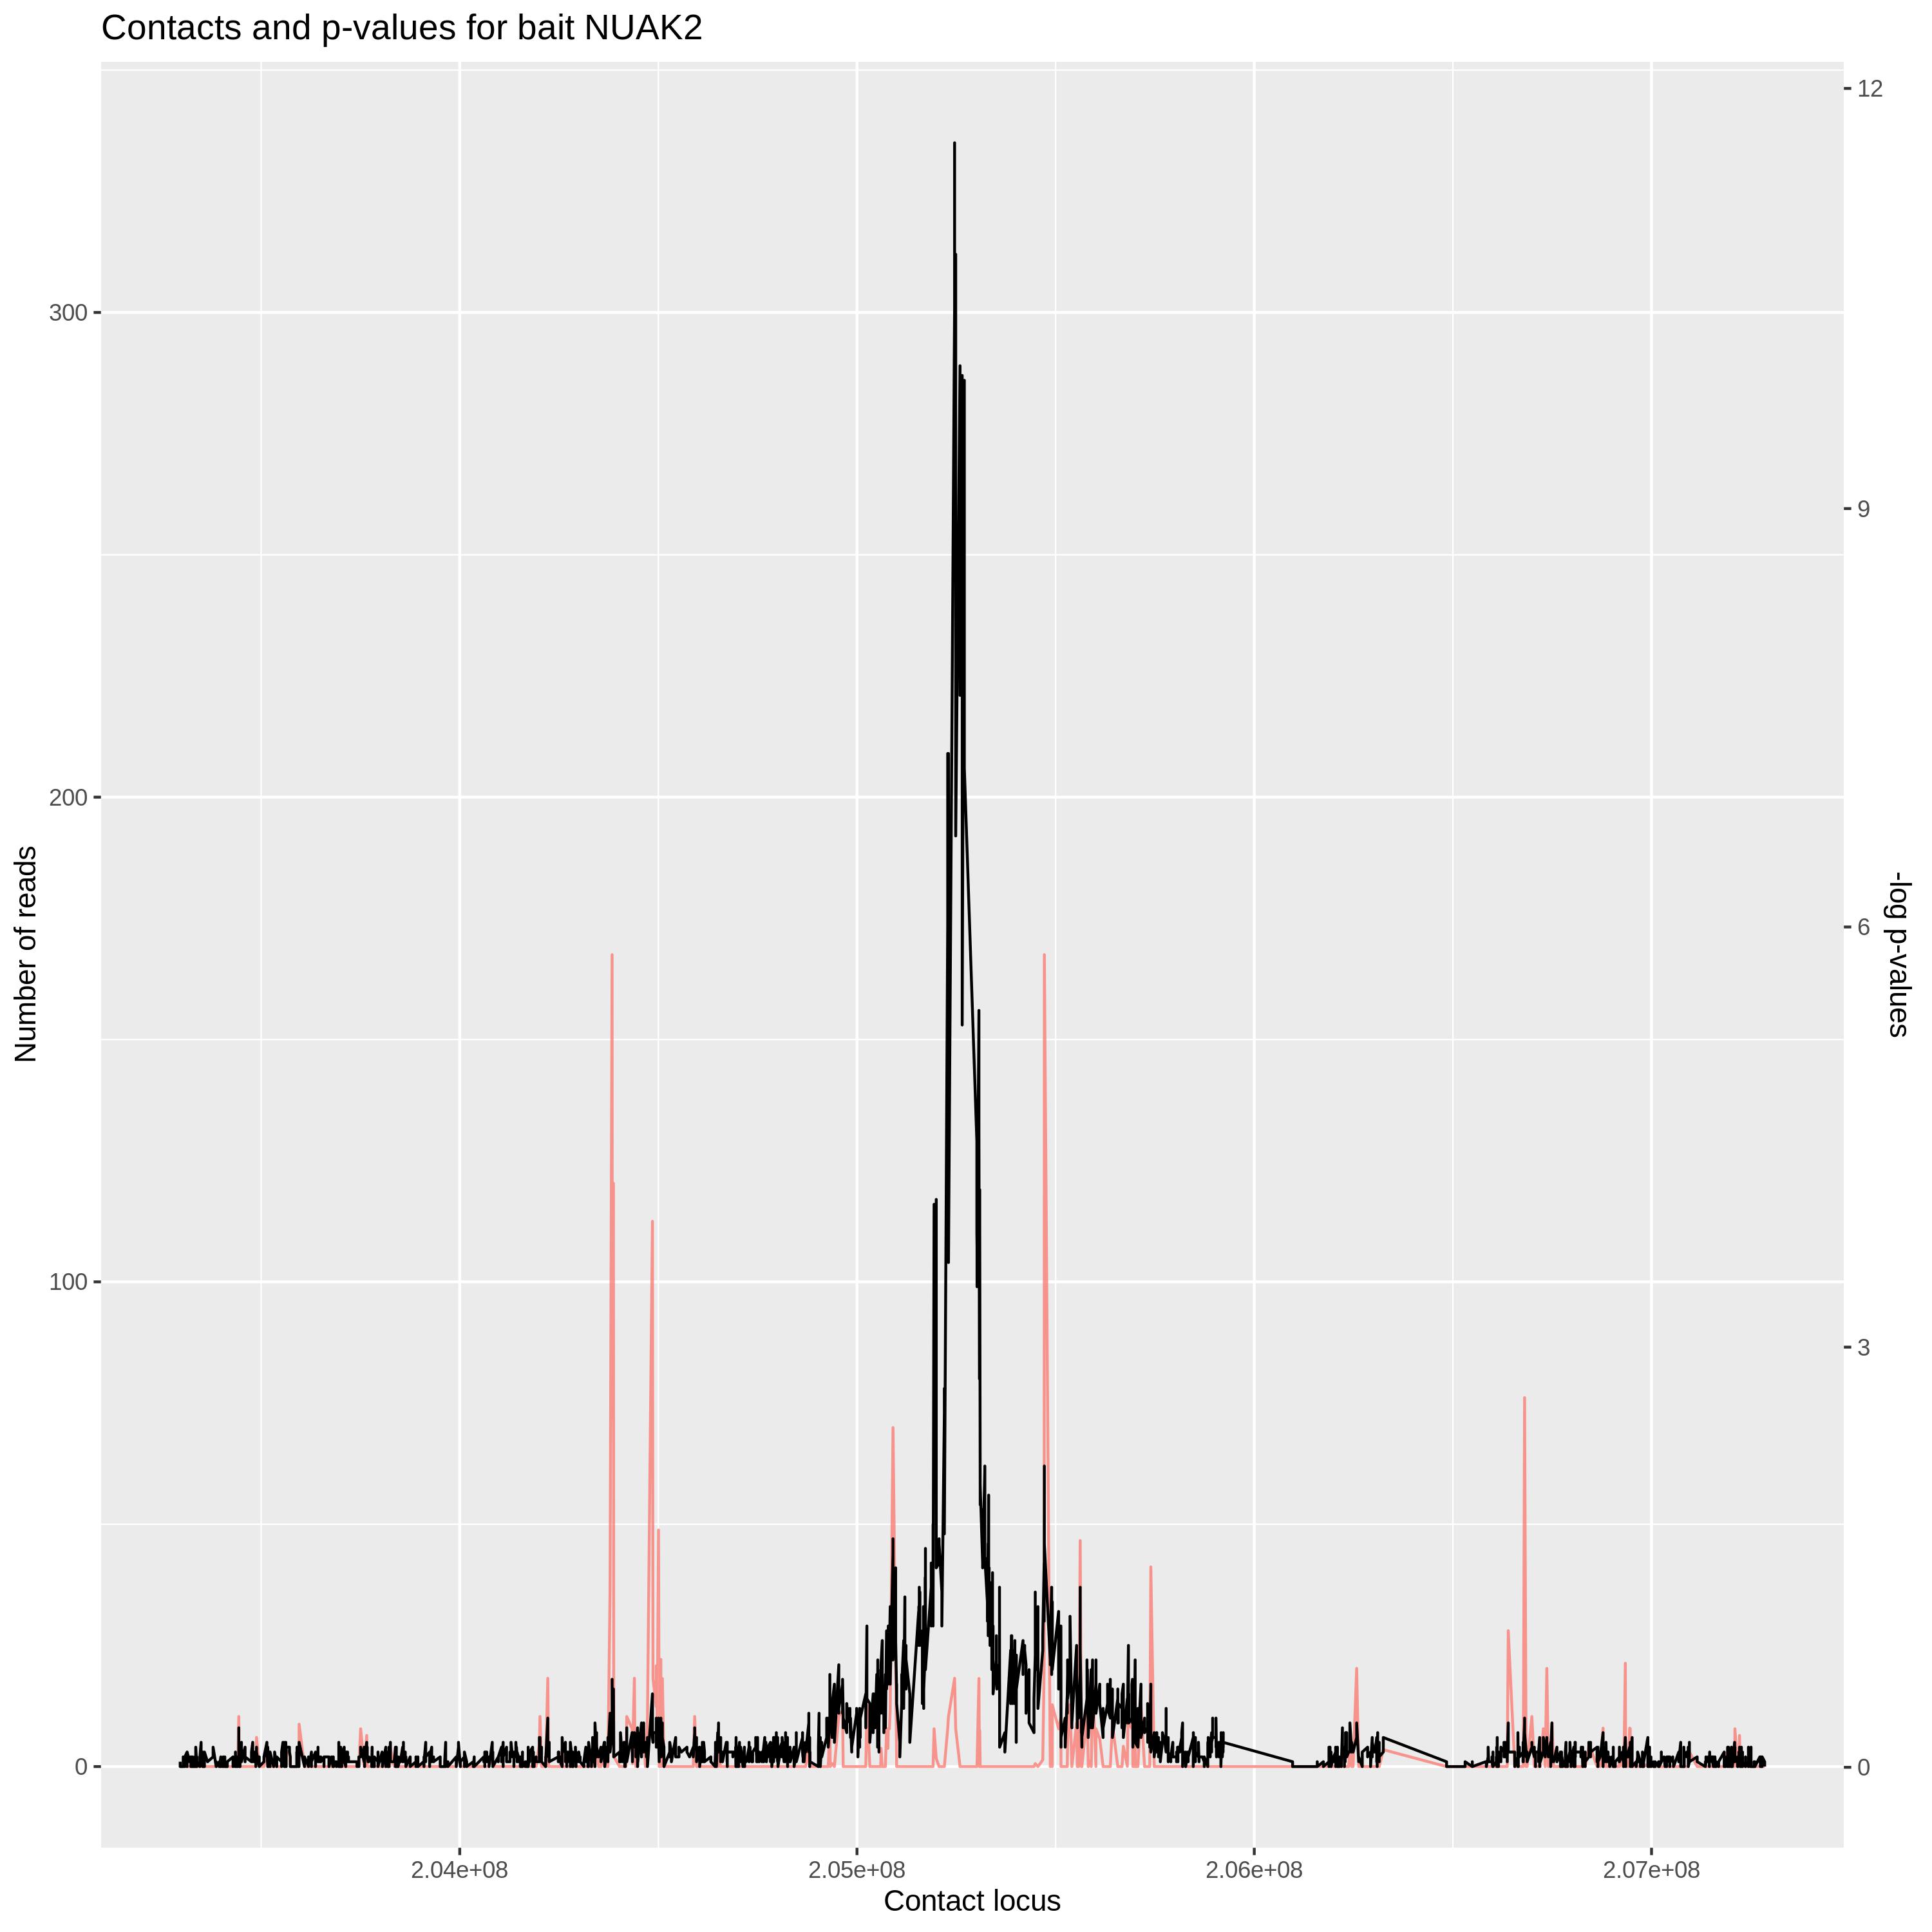 Contacts and p-values for bait NUAK2
12
9
6
3
0
300
200
100
0
Number of reads
-log p-values
2.04e+08
2.05e+08
2.06e+08
2.07e+08
Contact locus